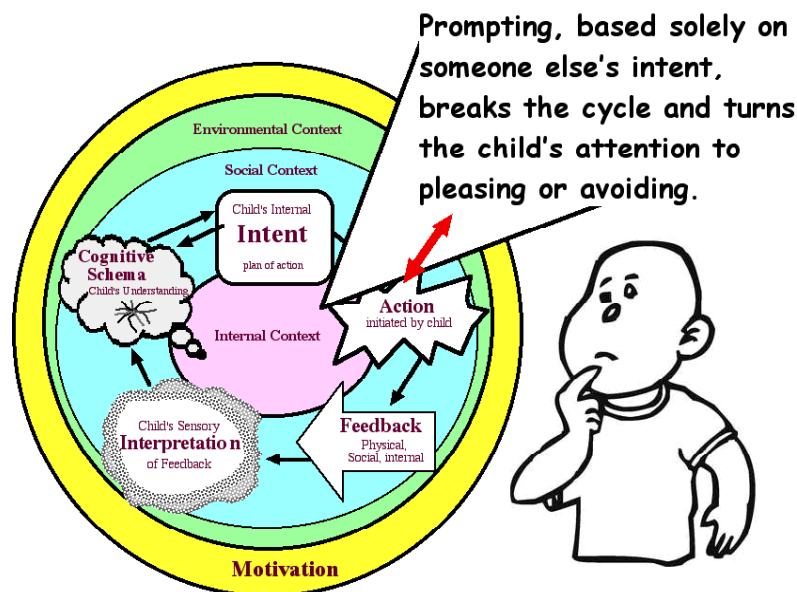 Prompting, based solely on
someone else's intent,
breaks the cycle and turns
the child's attention to
pleasing or avoiding.
Environmental Context
Social Context
Child's Internal
Intent
plan of action
Cognitive
Schema
Child's Understanding
Internal Context
Action
initiated by child
Feedback
Physical,
Social, internal
Child's Sensory
Interpretation
of Feedback
Motivation